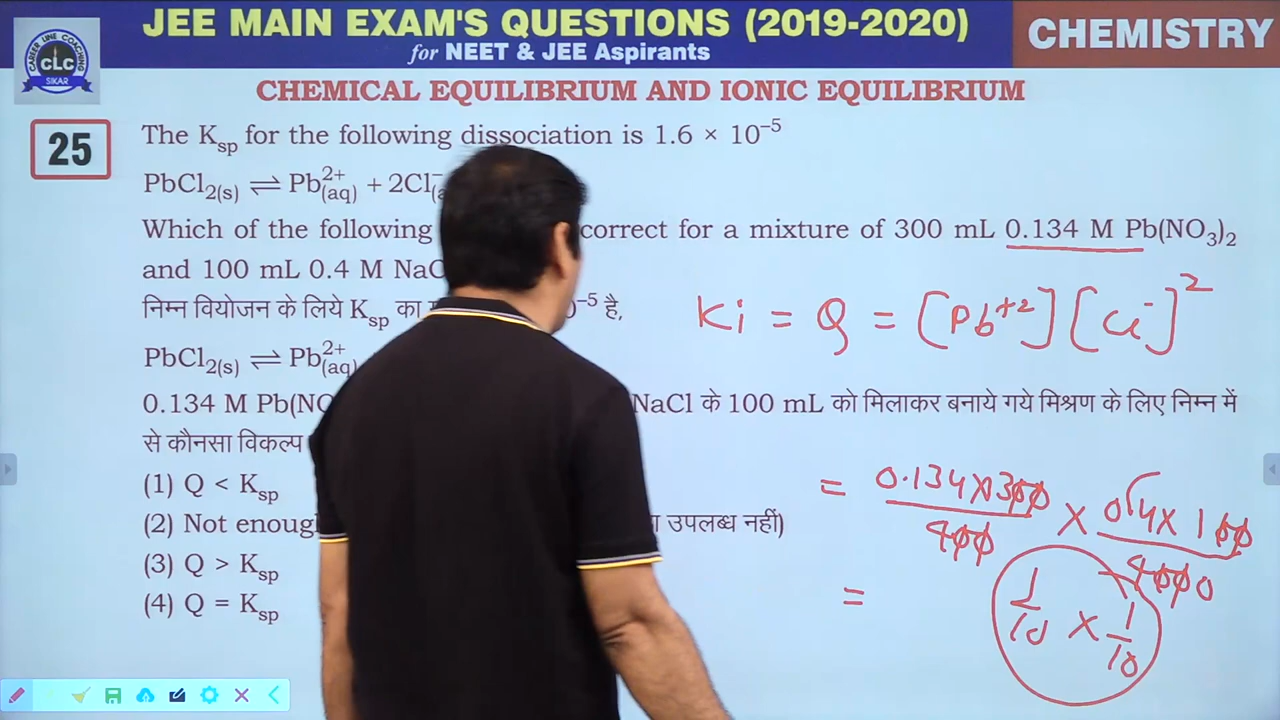 JEE MAIN EXAM'S QUESTIONS (2019-2020)
for NEET & JEE Aspirants
CHEMISTRY
CAREER LINE COACHING
CLC
SIKAR
CHEMICAL EQUILIBRIUM AND IONIC EQUILIBRIUM
25
The Ksp for the following dissociation is 1.6 × 10⁻⁵
PbCl2(s) ⇌ Pb²⁺(aq) + 2Cl⁻
Which of the following correct for a mixture of 300 mL 0.134 M Pb(NO3)2
and 100 mL 0.4 M NaC
निम्न वियोजन के लिये Ksp का ⁻⁵ है,
PbCl2(s) ⇌ Pb²⁺(aq)
0.134 M Pb(NO NaCl के 100 mL को मिलाकर बनाये गये मिश्रण के लिए निम्न में
से कौनसा विकल्प
(1) Q < Ksp
(2) Not enoug उपलब्ध नहीं)
(3) Q > Ksp
(4) Q = Ksp
Ki = Q = [Pb⁺²][Cl⁻]²
= 0.134×300/400 × 0.4×100/4000
= 1/10 × 1/10